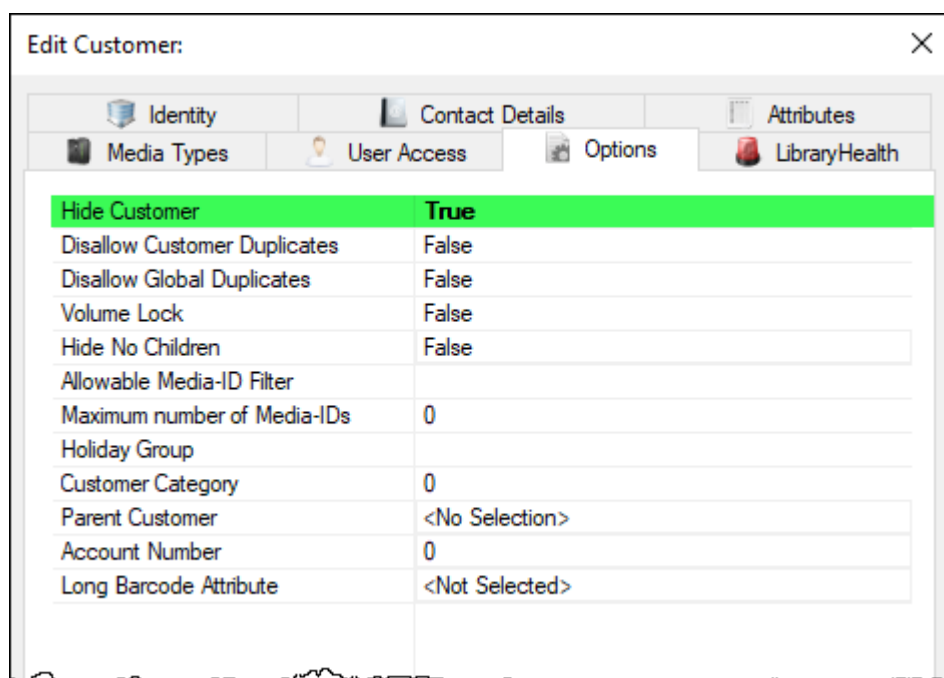 Edit Customer:
Identity Contact Details Attributes
Media Types User Access Options LibraryHealth
Hide Customer True
Disallow Customer Duplicates False
Disallow Global Duplicates False
Volume Lock False
Hide No Children False
Allowable Media-ID Filter
Maximum number of Media-IDs 0
Holiday Group
Customer Category 0
Parent Customer <No Selection>
Account Number 0
Long Barcode Attribute <Not Selected>